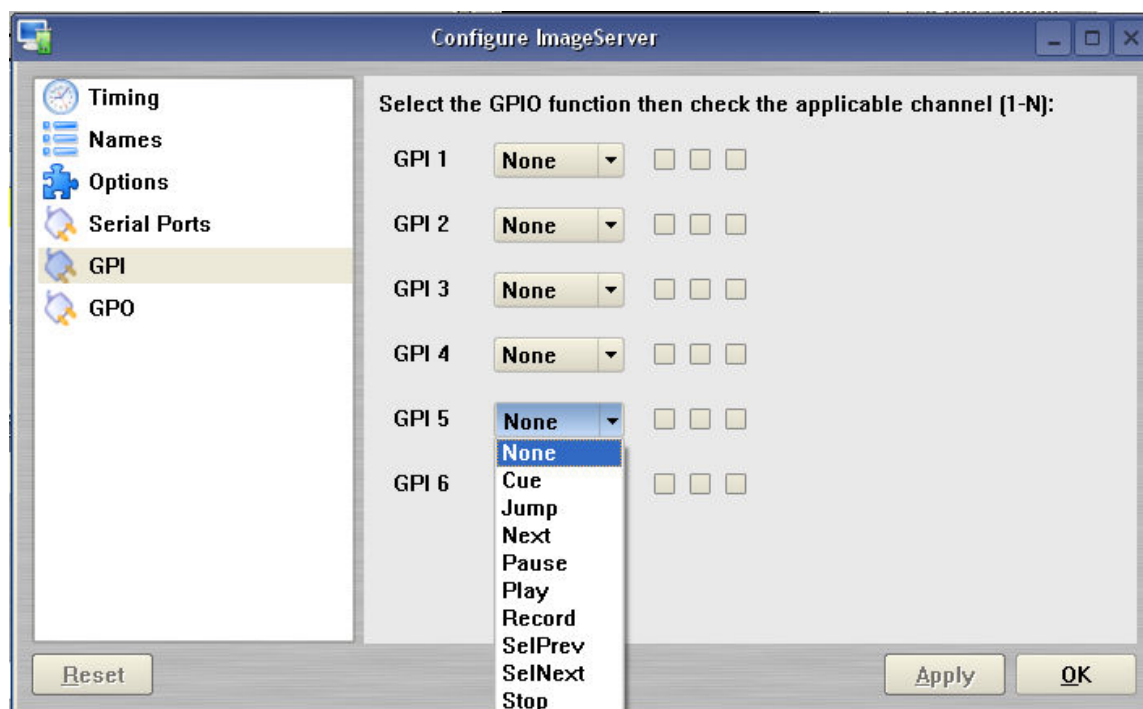 Configure ImageServer
Timing
Names
Options
Serial Ports
GPI
GPO
Select the GPIO function then check the applicable channel (1-N):
GPI 1 None
GPI 2 None
GPI 3 None
GPI 4 None
GPI 5 None
None
Cue
Jump
Next
Pause
Play
Record
SelPrev
SelNext
Stop
GPI 6
Reset
Apply
OK